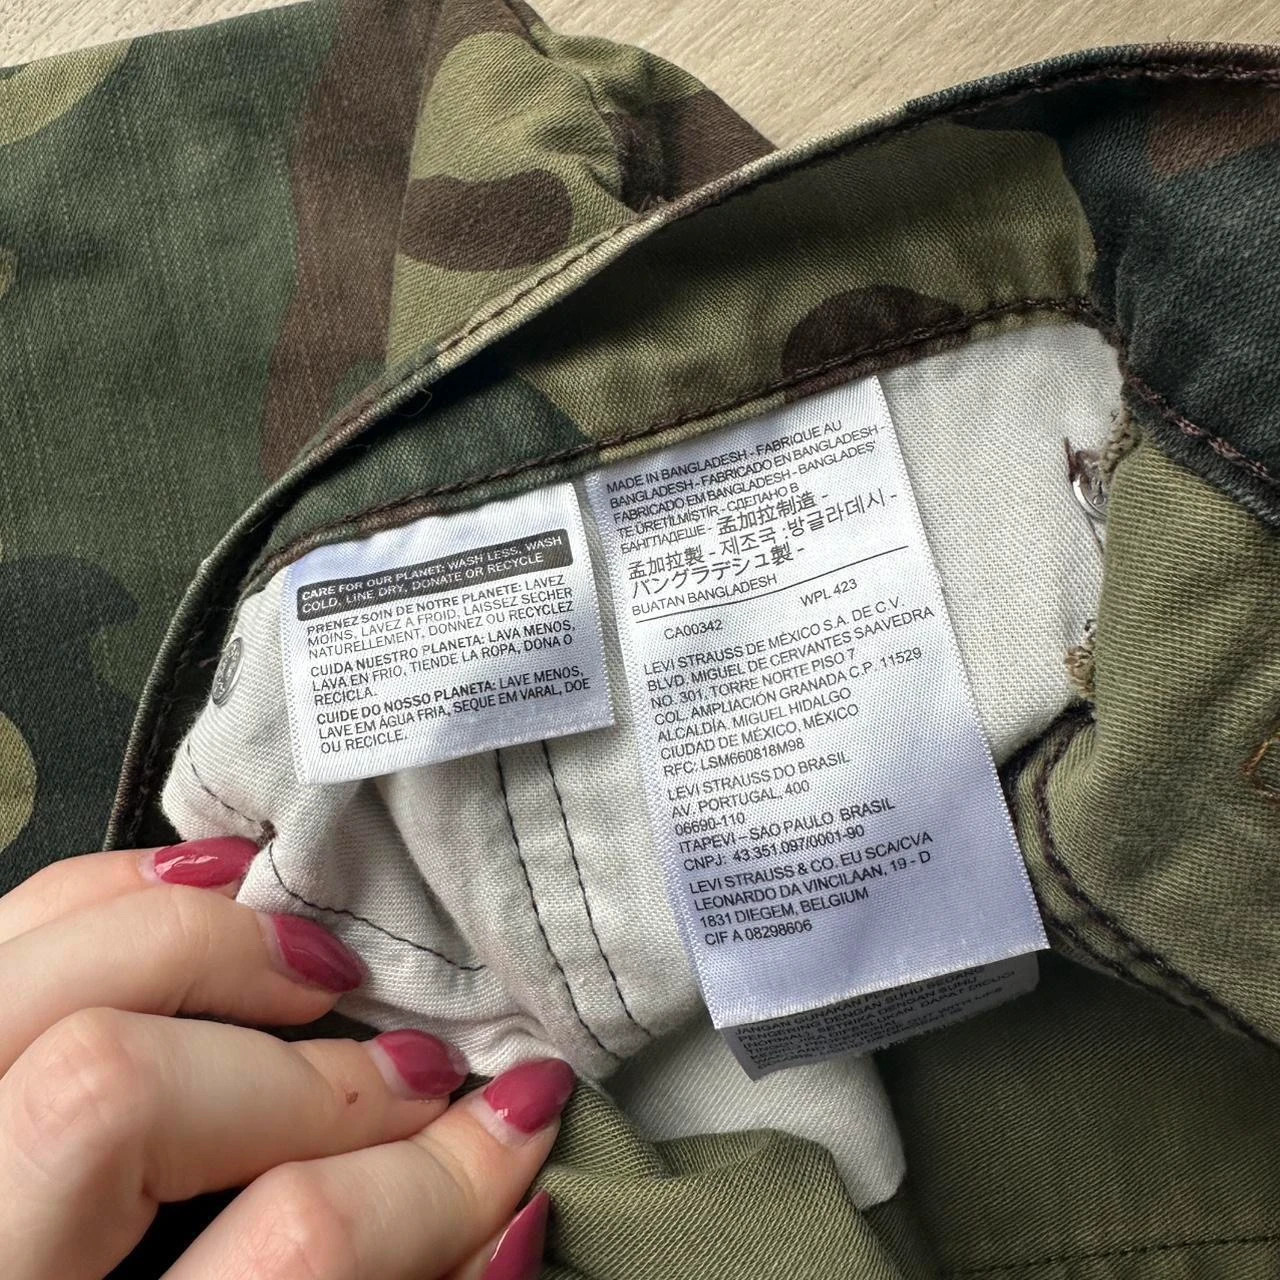 CARE FOR OUR PLANET: WASH LESS, WASH
COLD, LINE DRY, DONATE OR RECYCLE
PRENEZ SOIN DE NOTRE PLANETE: LAVEZ
MOINS, LAVEZ A FROID, LAISSEZ SÉCHER
NATURELLEMENT, DONNEZ OU RECYCLEZ
CUIDA NUESTRO PLANETA: LAVA MENOS,
LAVA EN FRIO, TIENDE LA ROPA, DONA O
RECICLA.
CUIDE DO NOSSO PLANETA: LAVE MENOS,
LAVE EM ÁGUA FRIA, SEQUE EM VARAL, DOE
OU RECICLE.
MADE IN BANGLADESH - FABRIQUE AU
BANGLADESH - FABRICADO EN BANGLADESH -
FABRICADO EM BANGLADESH - BANGLADEŞ'
TE ÜRETİLMİŞTİR - СДЕЛАНО В
БАНГЛАДЕШЕ - 孟加拉制造 -
孟加拉製 - 제조국 :방글라데시 -
バングラデシュ製 -
BUATAN BANGLADESH
CA00342 WPL 423
LEVI STRAUSS DE MÉXICO S.A. DE C.V.
BLVD, MIGUEL DE CERVANTES SAAVEDRA
NO. 301, TORRE NORTE PISO 7
COL. AMPLIACIÓN GRANADA C.P. 11529
ALCALDÍA. MIGUEL HIDALGO
CIUDAD DE MÉXICO, MÉXICO
RFC: LSM660818M98
LEVI STRAUSS DO BRASIL
AV. PORTUGAL, 400
06690-110
ITAPEVI – SÃO PAULO BRASIL
CNPJ: 43.351.097/0001-90
LEVI STRAUSS & CO. EU SCA/CVA
LEONARDO DA VINCILAAN, 19 - D
1831 DIEGEM, BELGIUM
CIF A 08298606